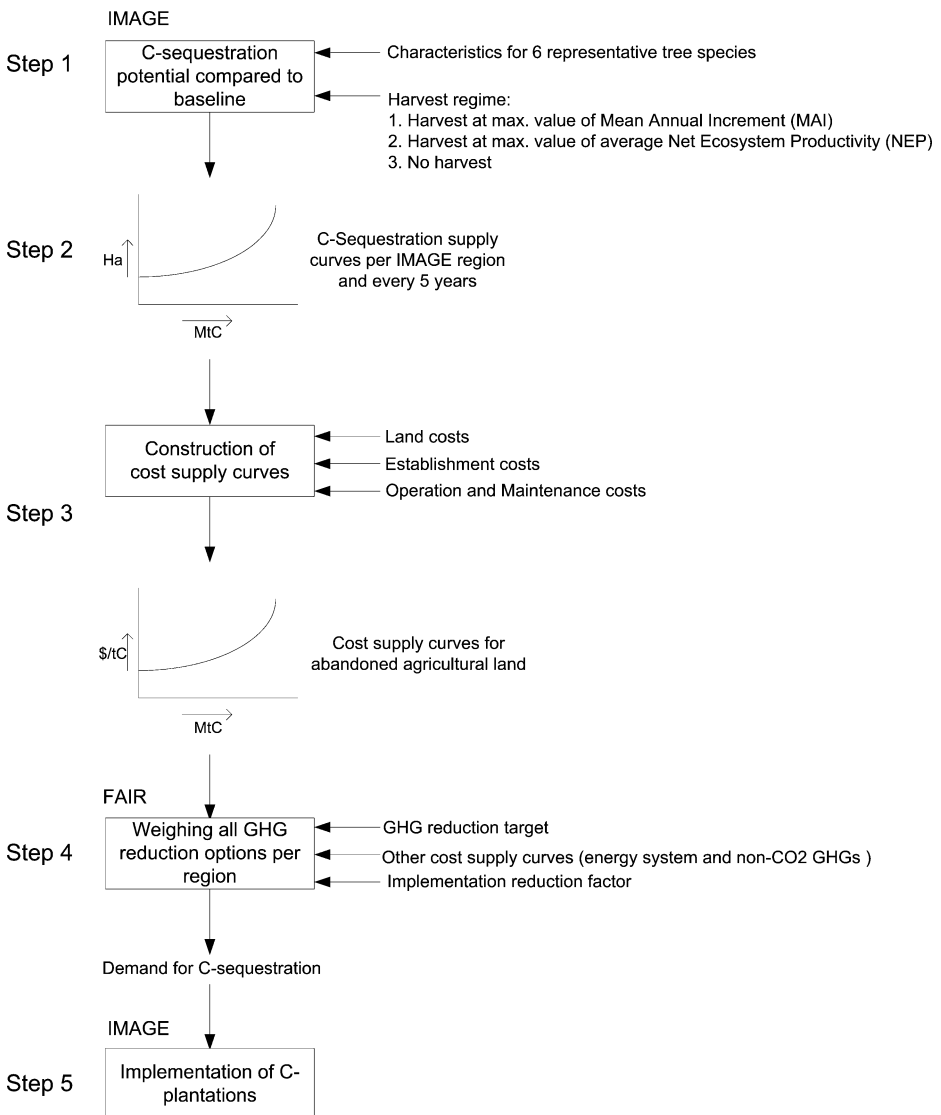 IMAGE
Step 1
C-sequestration
potential compared to
baseline
Characteristics for 6 representative tree species
Harvest regime:
1. Harvest at max. value of Mean Annual Increment (MAI)
2. Harvest at max. value of average Net Ecosystem Productivity (NEP)
3. No harvest
Step 2
Ha
MtC
C-Sequestration supply
curves per IMAGE region
and every 5 years
Step 3
Construction of
cost supply curves
Land costs
Establishment costs
Operation and Maintenance costs
$/tC
MtC
Cost supply curves for
abandoned agricultural land
FAIR
Step 4
Weighing all GHG
reduction options per
region
GHG reduction target
Other cost supply curves (energy system and non-CO2 GHGs )
Implementation reduction factor
Demand for C-sequestration
IMAGE
Step 5
Implementation of C-
plantations